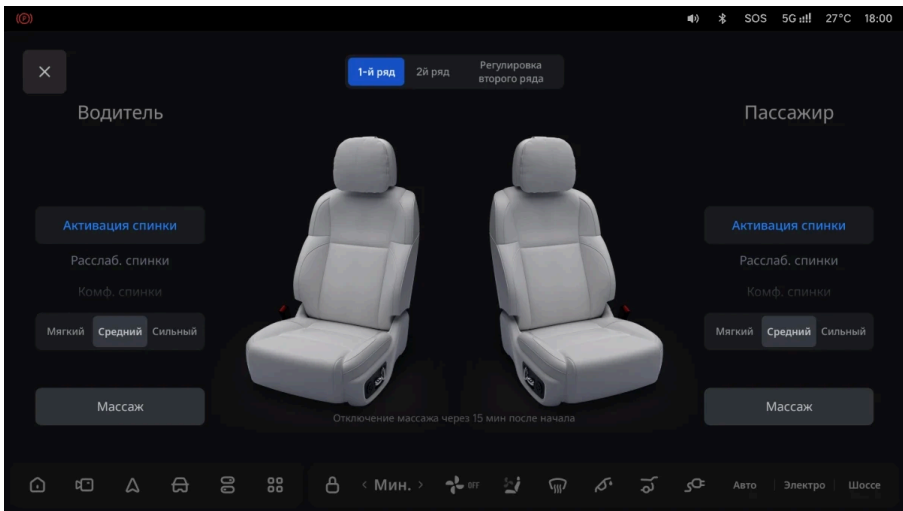 SOS 5G 27°C 18:00
1-й ряд 2й ряд Регулировка
второго ряда
Водитель
Пассажир
Активация спинки
Расслаб. спинки
Комф. спинки
Мягкий Средний Сильный
Массаж
Активация спинки
Расслаб. спинки
Комф. спинки
Мягкий Средний Сильный
Массаж
Отключение массажа через 15 мин после начала
< Мин. > OFF Авто Электро Шоссе